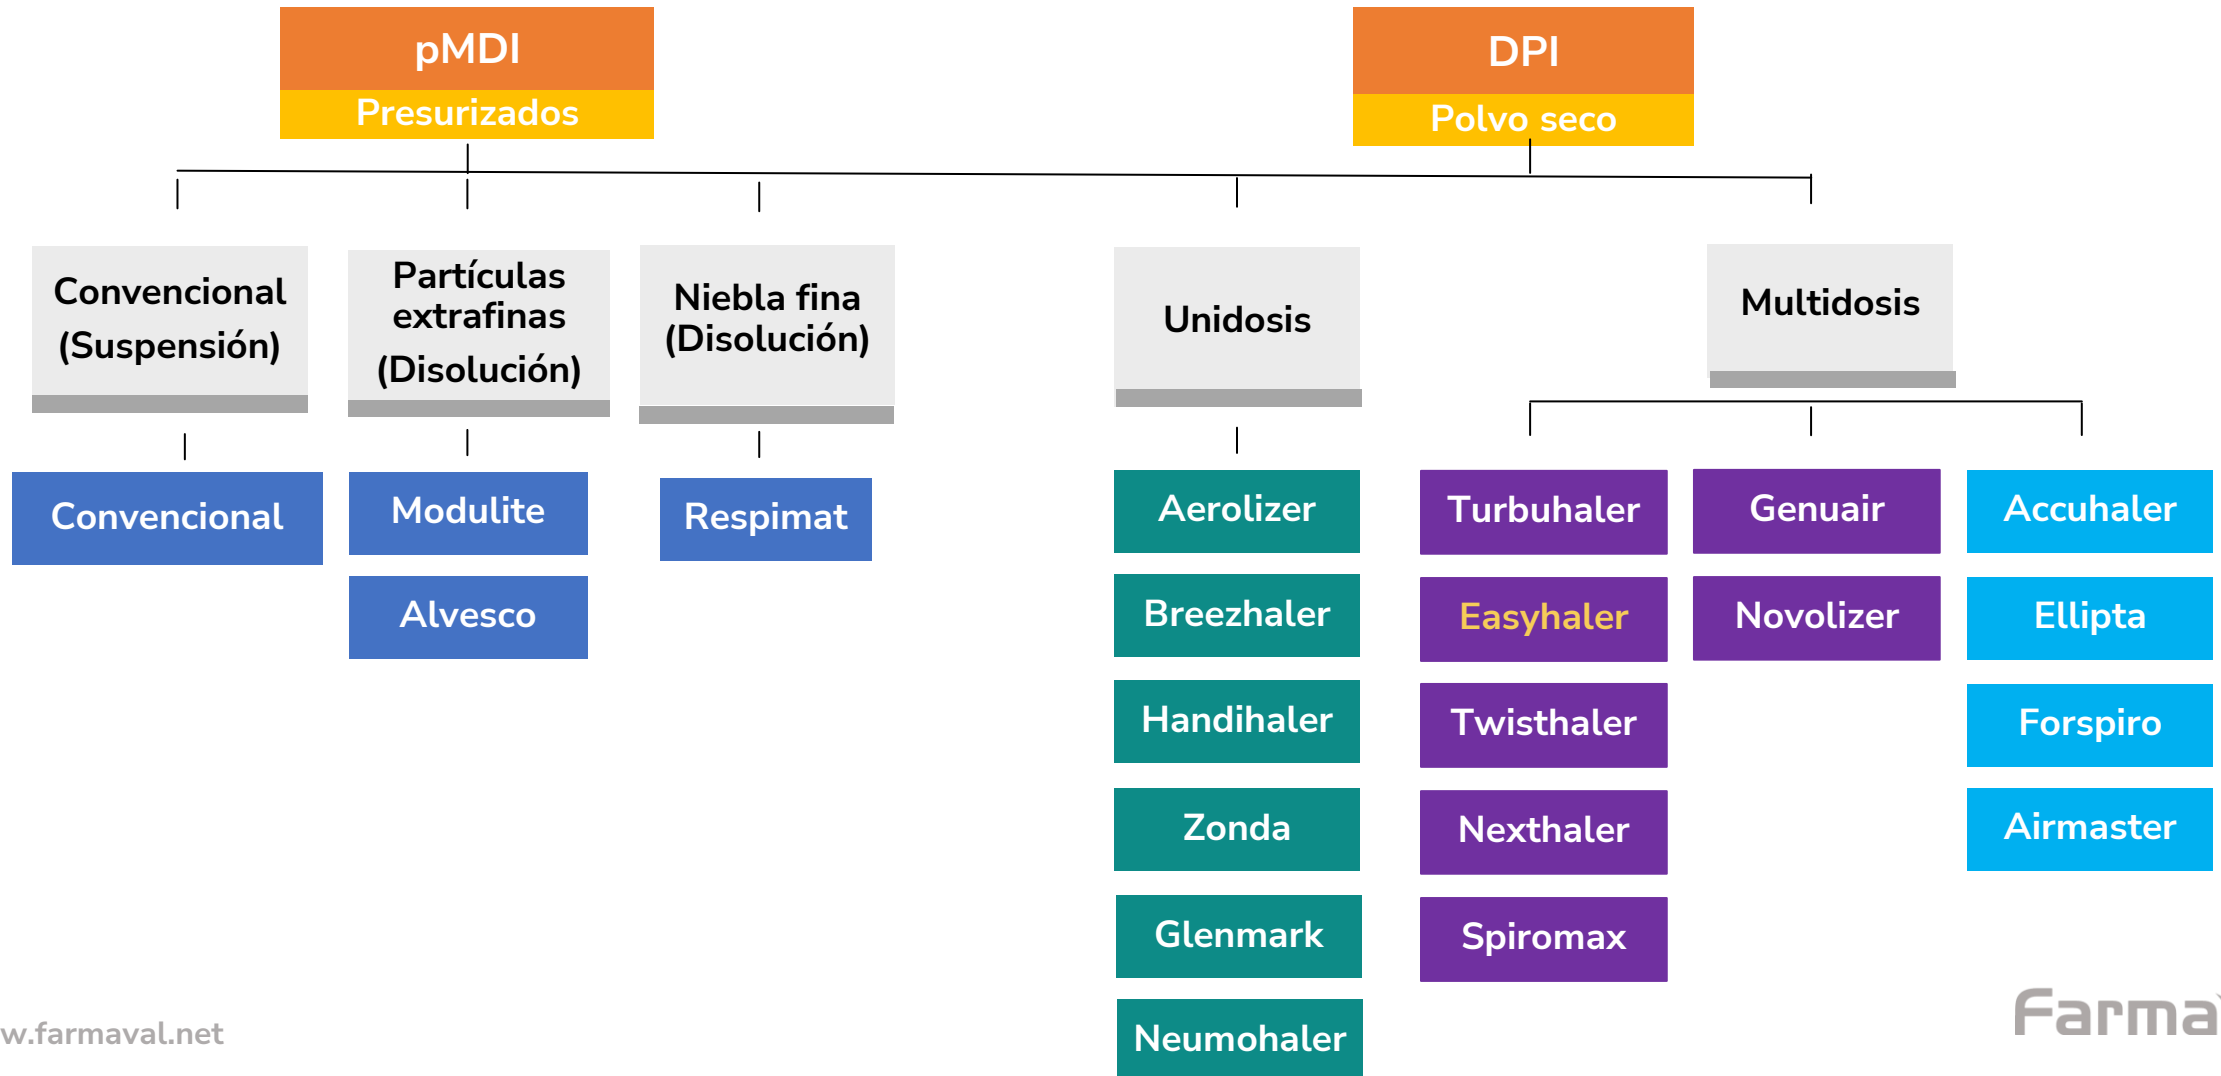 pMDI
Presurizados
DPI
Polvo seco
Convencional
(Suspensión)
Partículas
extrafinas
(Disolución)
Niebla fina
(Disolución)
Unidosis
Multidosis
Convencional
Modulite
Alvesco
Respimat
Aerolizer
Breezhaler
Handihaler
Zonda
Glenmark
Neumohaler
Turbuhaler
Easyhaler
Twisthaler
Nexthaler
Spiromax
Genuair
Novolizer
Accuhaler
Ellipta
Forspiro
Airmaster
w.farmaval.net
Farma